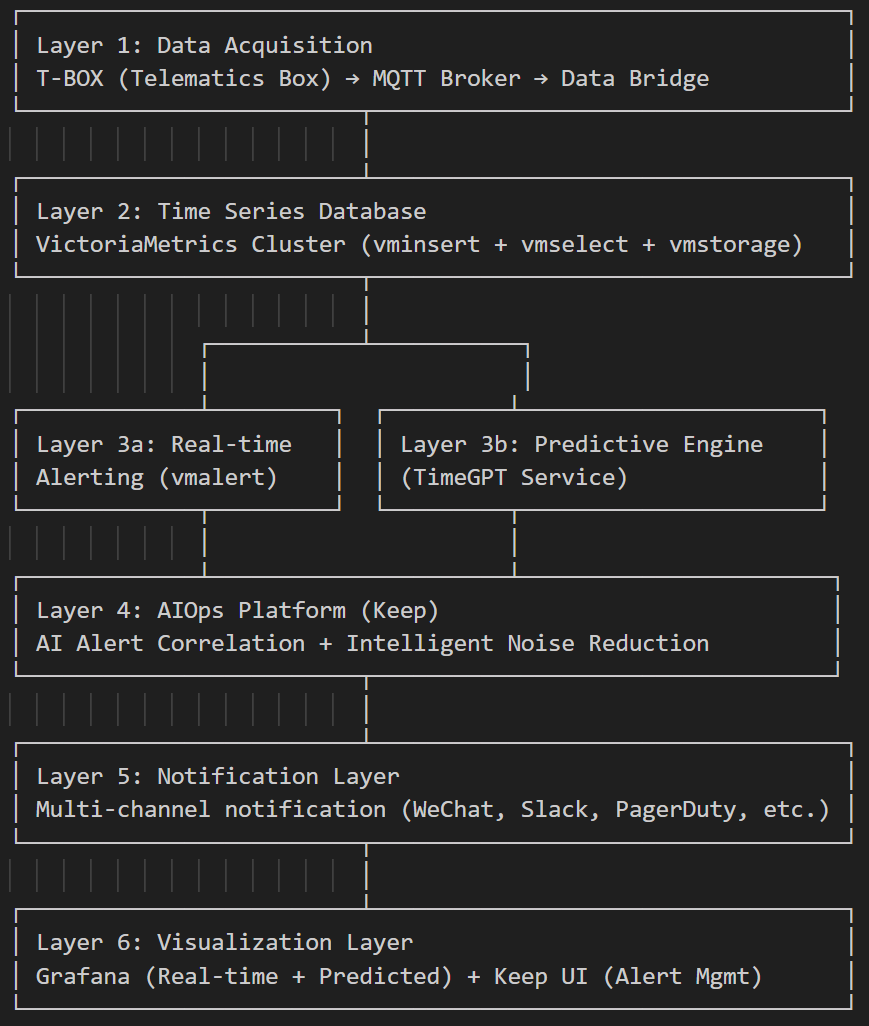 Layer 1: Data Acquisition
T-BOX (Telematics Box) → MQTT Broker → Data Bridge
Layer 2: Time Series Database
VictoriaMetrics Cluster (vminsert + vmselect + vmstorage)
Layer 3a: Real-time
Alerting (vmalert)
Layer 3b: Predictive Engine
(TimeGPT Service)
Layer 4: AIOps Platform (Keep)
AI Alert Correlation + Intelligent Noise Reduction
Layer 5: Notification Layer
Multi-channel notification (WeChat, Slack, PagerDuty, etc.)
Layer 6: Visualization Layer
Grafana (Real-time + Predicted) + Keep UI (Alert Mgmt)